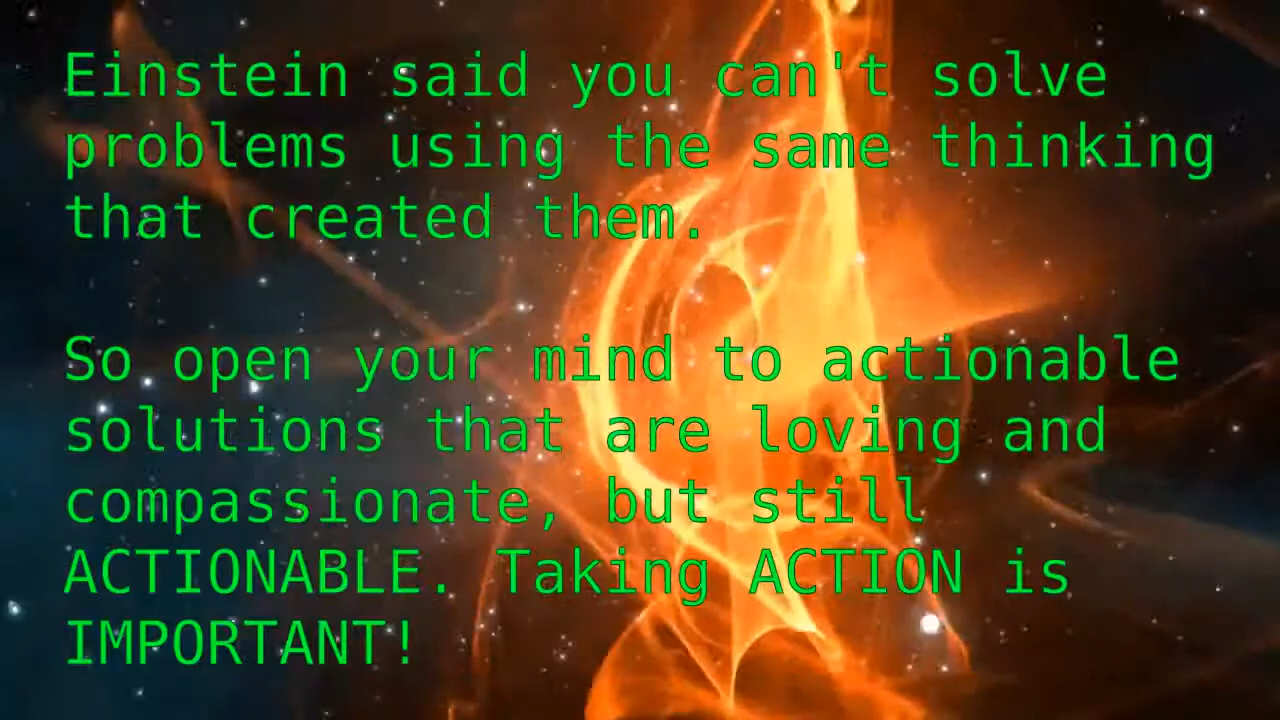 Einstein said you can't solve
problems using the same thinking
that created them.
So open your mind to actionable
solutions that are loving and
compassionate, but still
ACTIONABLE. Taking ACTION is
IMPORTANT!